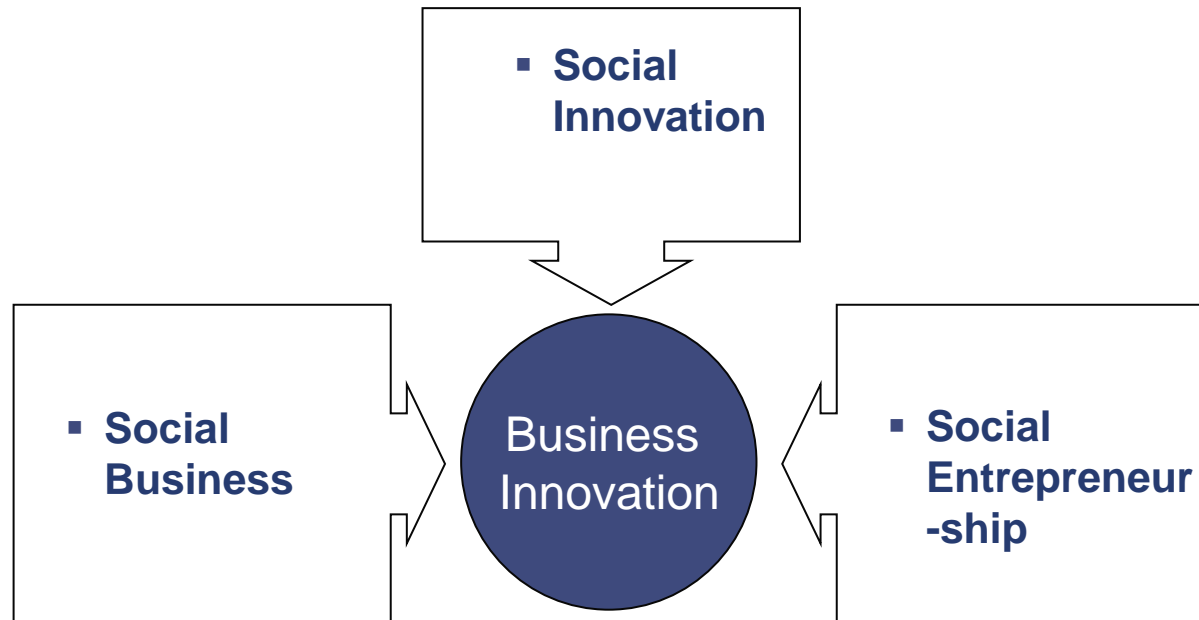 ▪ Social
Innovation
▪ Social
Business
Business
Innovation
▪ Social
Entrepreneur
-ship